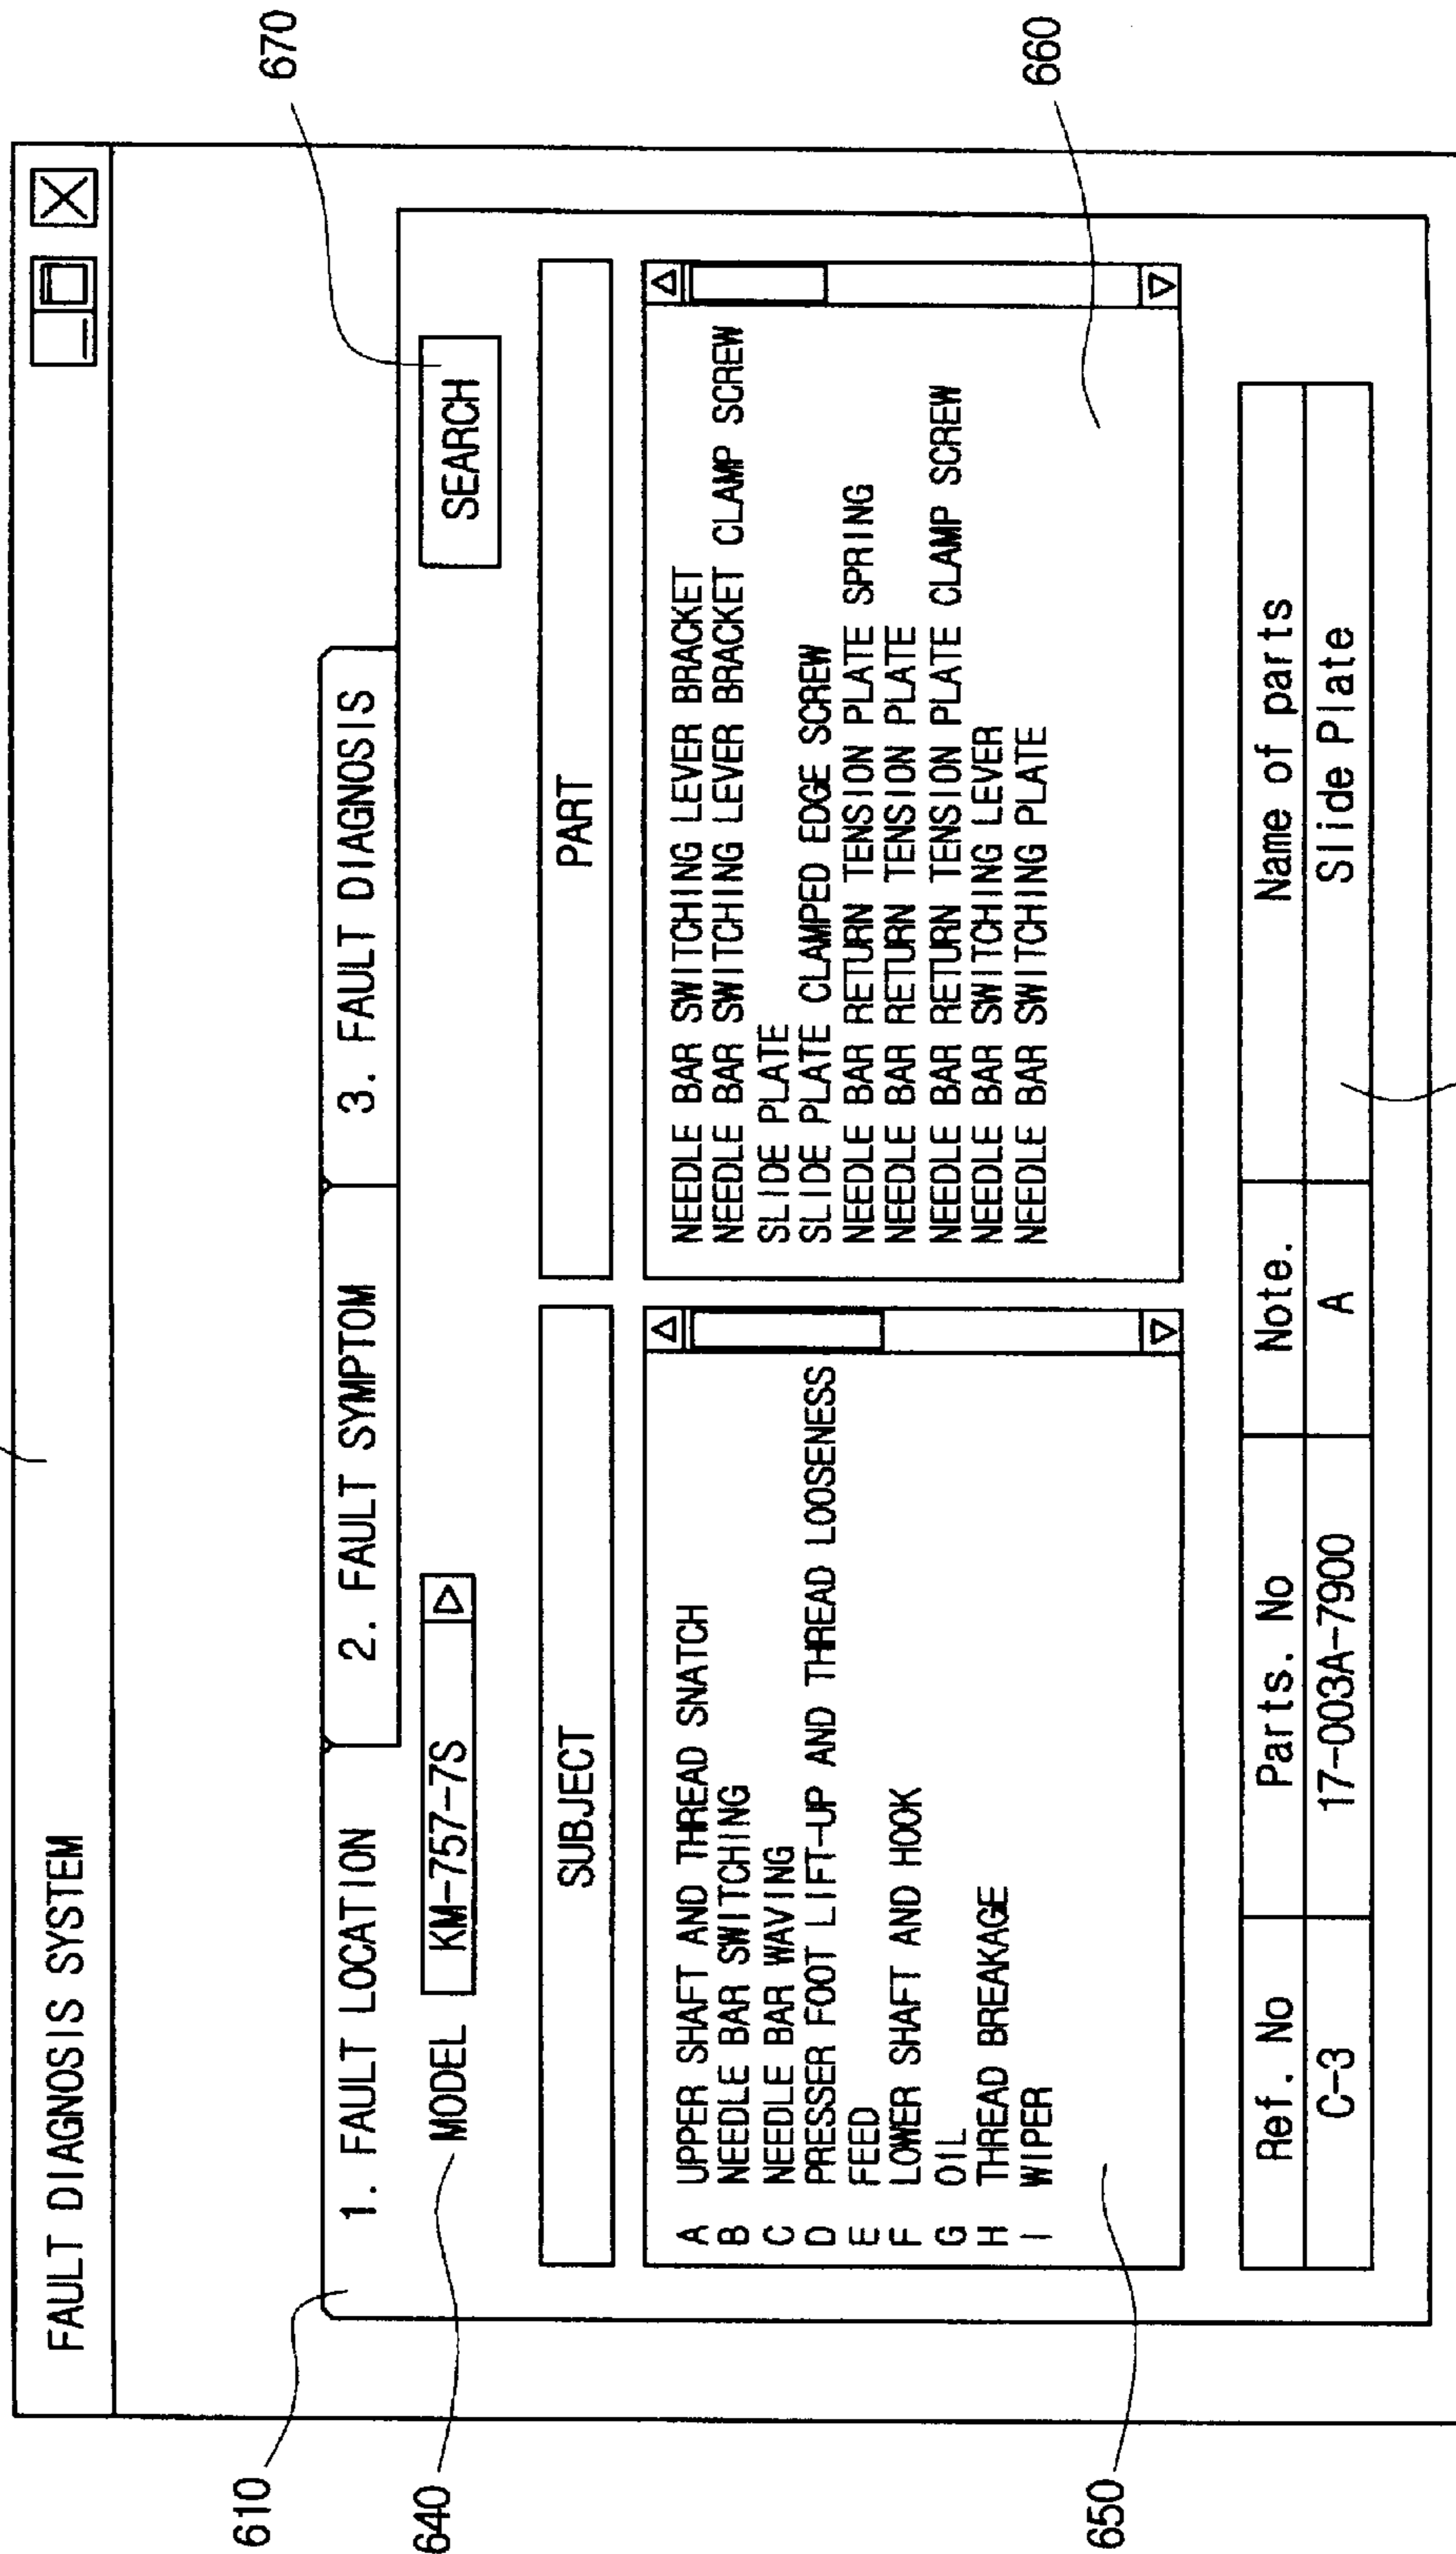 FAULT DIAGNOSIS SYSTEM
610
670
1. FAULT LOCATION
2. FAULT SYMPTOM
3. FAULT DIAGNOSIS
640
MODEL
KM-757-7S
SEARCH
SUBJECT
PART
A UPPER SHAFT AND THREAD SNATCH
B NEEDLE BAR SWITCHING
C NEEDLE BAR WAVING
D PRESSER FOOT LIFT-UP AND THREAD LOOSENESS
E FEED
F LOWER SHAFT AND HOOK
G OIL
H THREAD BREAKAGE
I WIPER
650
NEEDLE BAR SWITCHING LEVER BRACKET
NEEDLE BAR SWITCHING LEVER BRACKET CLAMP SCREW
SLIDE PLATE
SLIDE PLATE CLAMPED EDGE SCREW
NEEDLE BAR RETURN TENSION PLATE SPRING
NEEDLE BAR RETURN TENSION PLATE
NEEDLE BAR RETURN TENSION PLATE CLAMP SCREW
NEEDLE BAR SWITCHING LEVER
NEEDLE BAR SWITCHING PLATE
660
Ref. No Parts. No Note. Name of parts
C-3 17-003A-7900 A Slide Plate